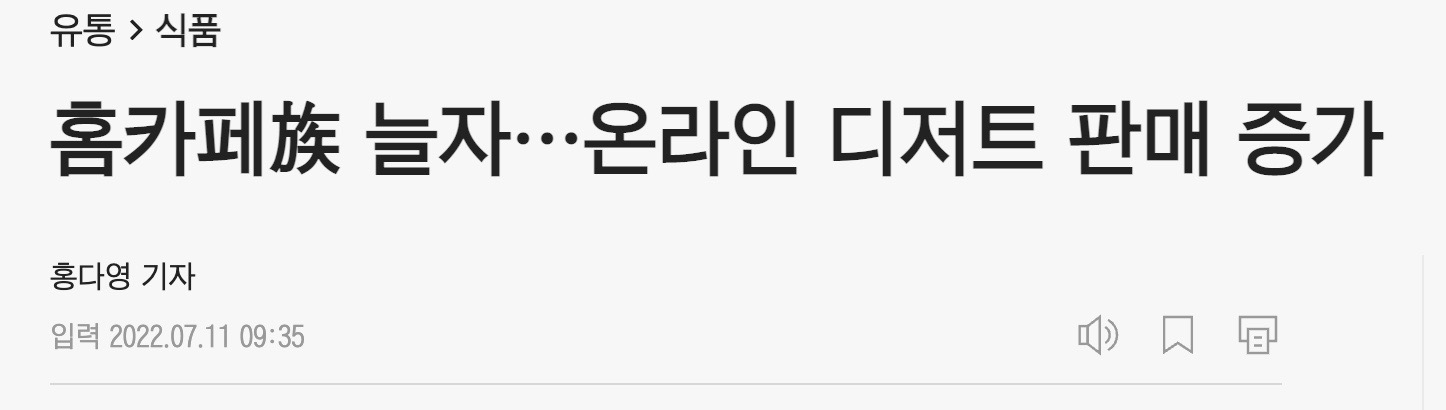 유통 > 식품
홈카페族 늘자…온라인 디저트 판매 증가
홍다영 기자
입력 2022.07.11 09:35